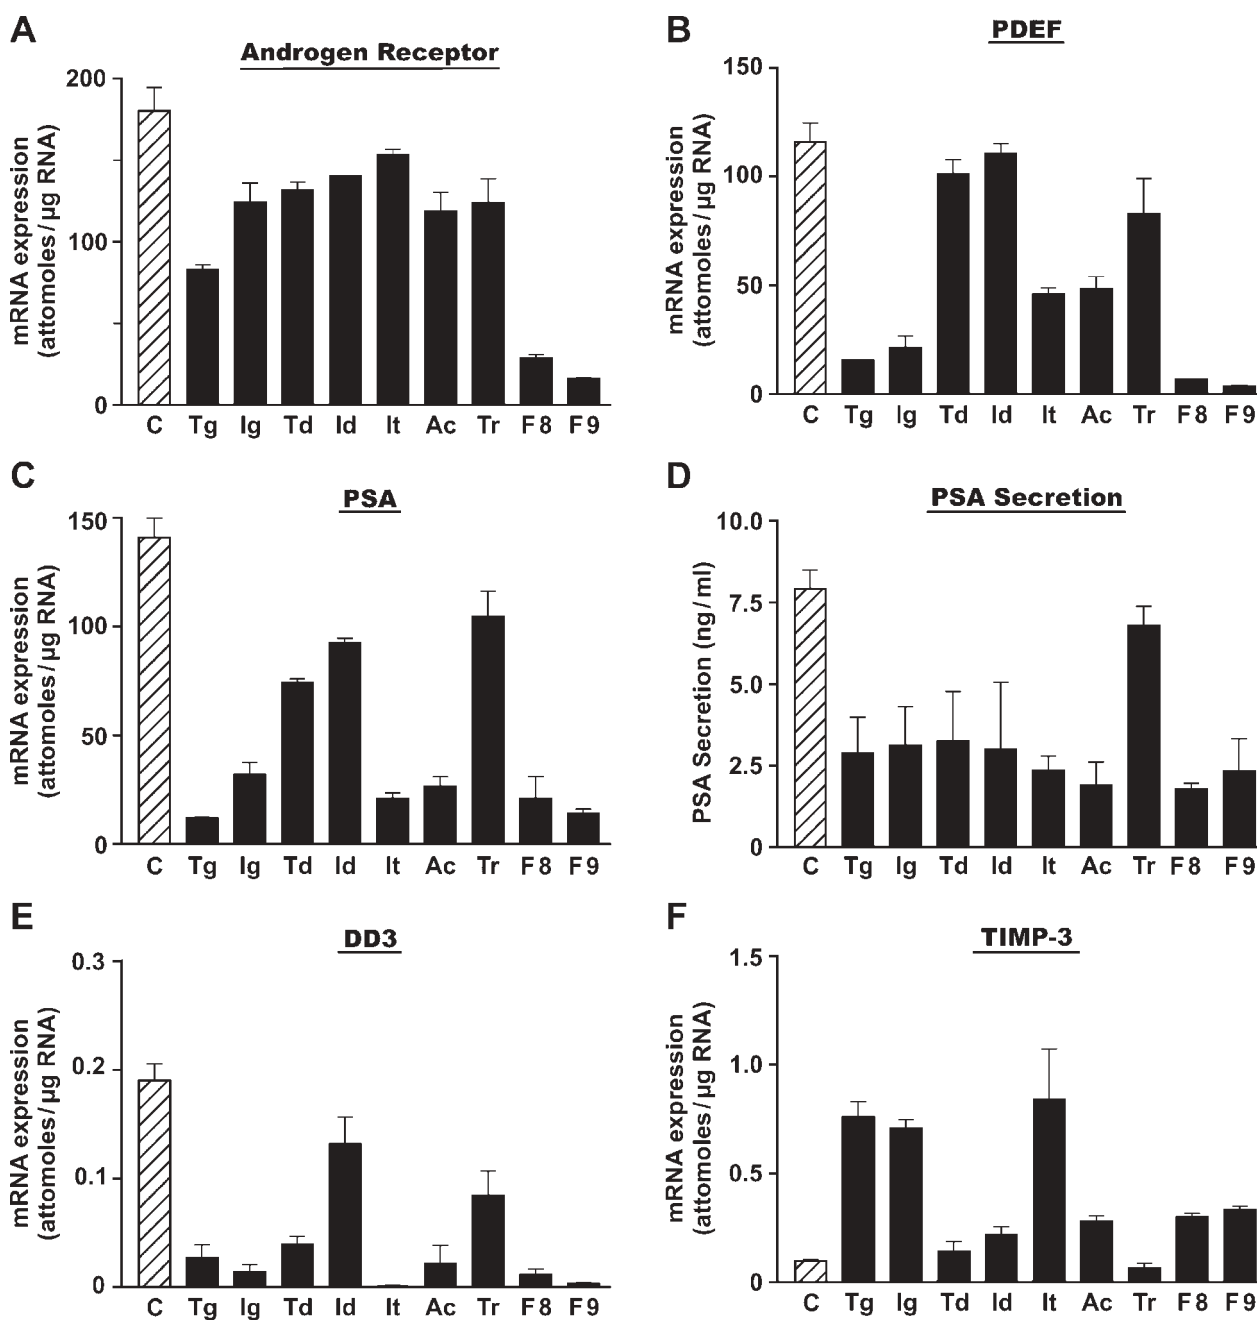 A
Androgen Receptor
mRNA expression
(attomoles/µg RNA)
200
100
0
C Tg Ig Td Id It Ac Tr F8 F9
B
PDEF
mRNA expression
(attomoles/µg RNA)
150
100
50
0
C Tg Ig Td Id It Ac Tr F8 F9
C
PSA
mRNA expression
(attomoles/µg RNA)
150
100
50
0
C Tg Ig Td Id It Ac Tr F8 F9
D
PSA Secretion
PSA Secretion (ng/ml)
10.0
7.5
5.0
2.5
0
C Tg Ig Td Id It Ac Tr F8 F9
E
DD3
mRNA expression
(attomoles/µg RNA)
0.3
0.2
0.1
0
C Tg Ig Td Id It Ac Tr F8 F9
F
TIMP-3
mRNA expression
(attomoles/µg RNA)
1.5
1.0
0.5
0
C Tg Ig Td Id It Ac Tr F8 F9